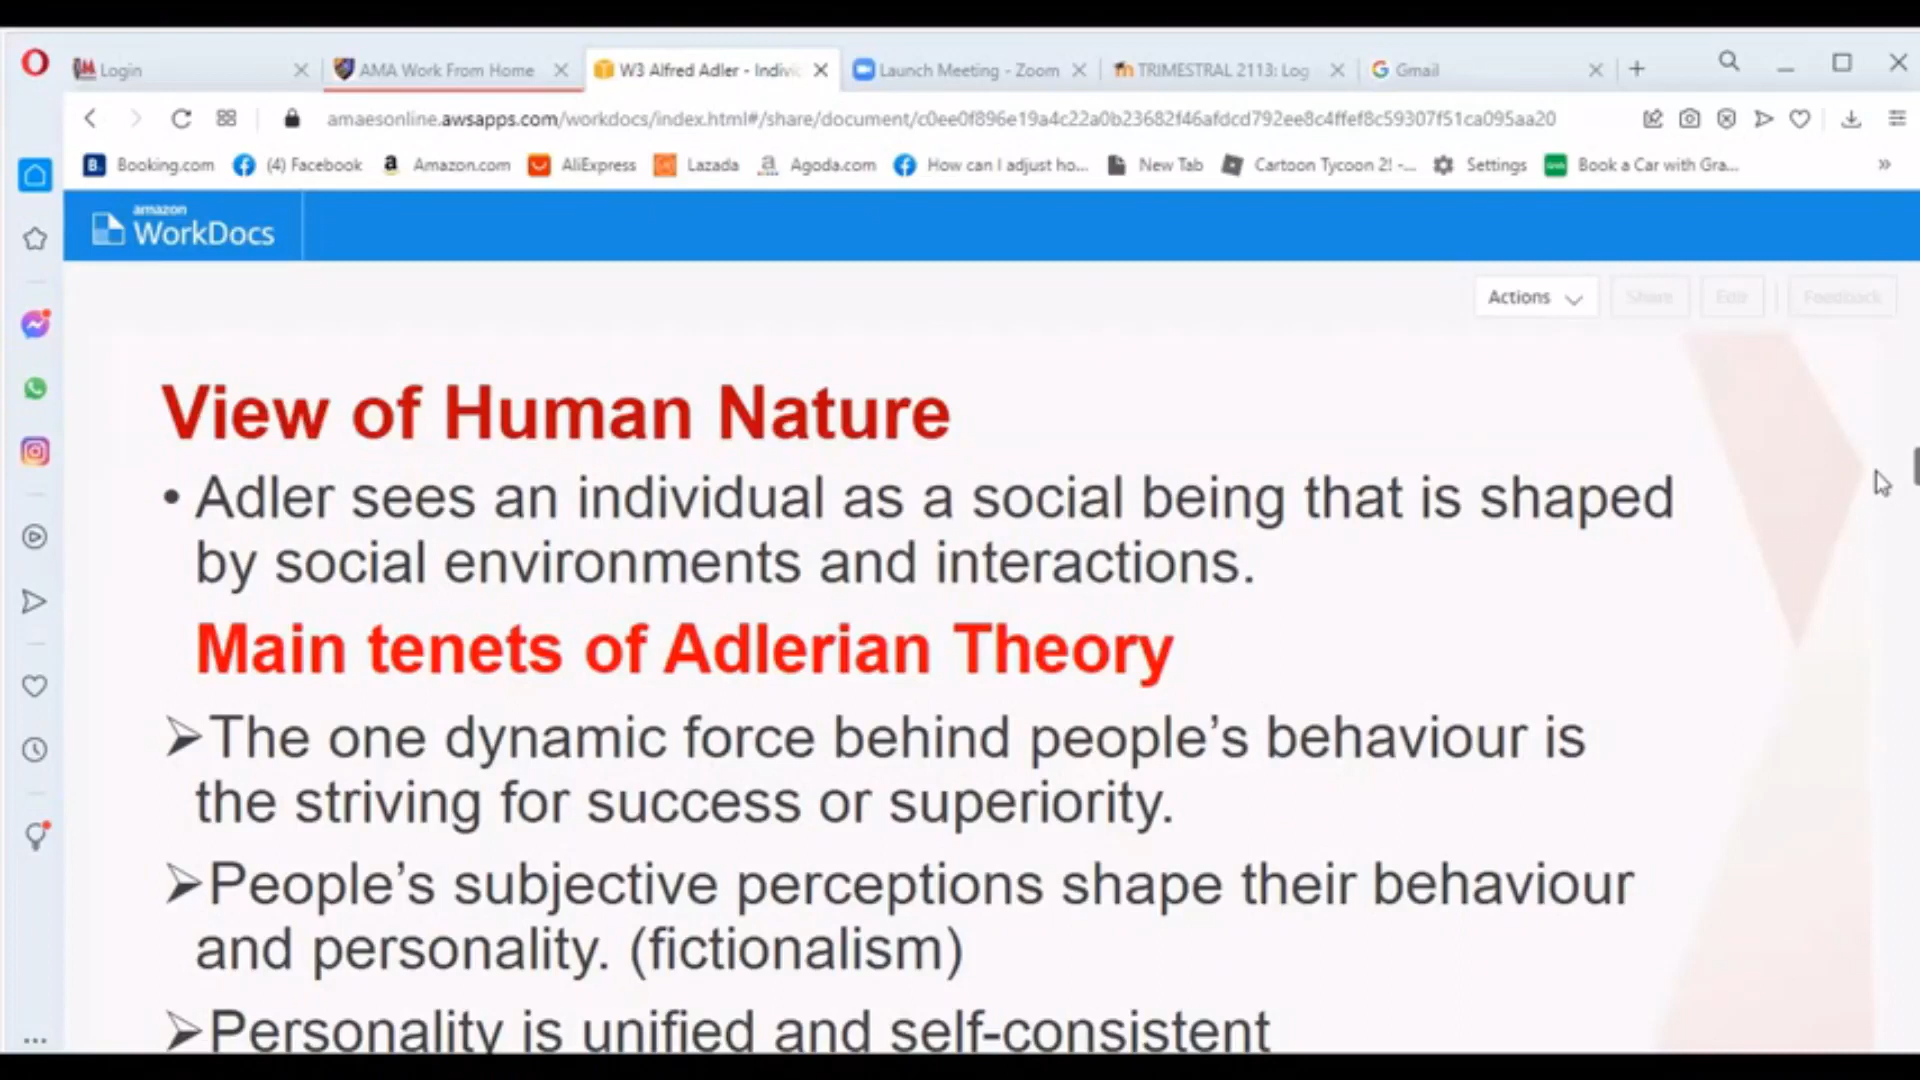 Login
AMA Work From Home
W3 Alfred Adler - Indivi
Launch Meeting - Zoom
TRIMESTRAL 2113: Log
Gmail
amaesonline.awsapps.com/workdocs/index.html#/share/document/c0ee0f896e19a4c22a0b23682f46afdcd792ee8c4ffef8c59307f51ca095aa20
Booking.com
(4) Facebook
Amazon.com
AliExpress
Lazada
Agoda.com
How can I adjust ho...
New Tab
Cartoon Tycoon 2! -...
Settings
Book a Car with Gra...
amazon
WorkDocs
Actions
Share
Edit
Feedback
View of Human Nature
• Adler sees an individual as a social being that is shaped
by social environments and interactions.
Main tenets of Adlerian Theory
➢The one dynamic force behind people’s behaviour is
the striving for success or superiority.
➢People’s subjective perceptions shape their behaviour
and personality. (fictionalism)
➢Personality is unified and self-consistent